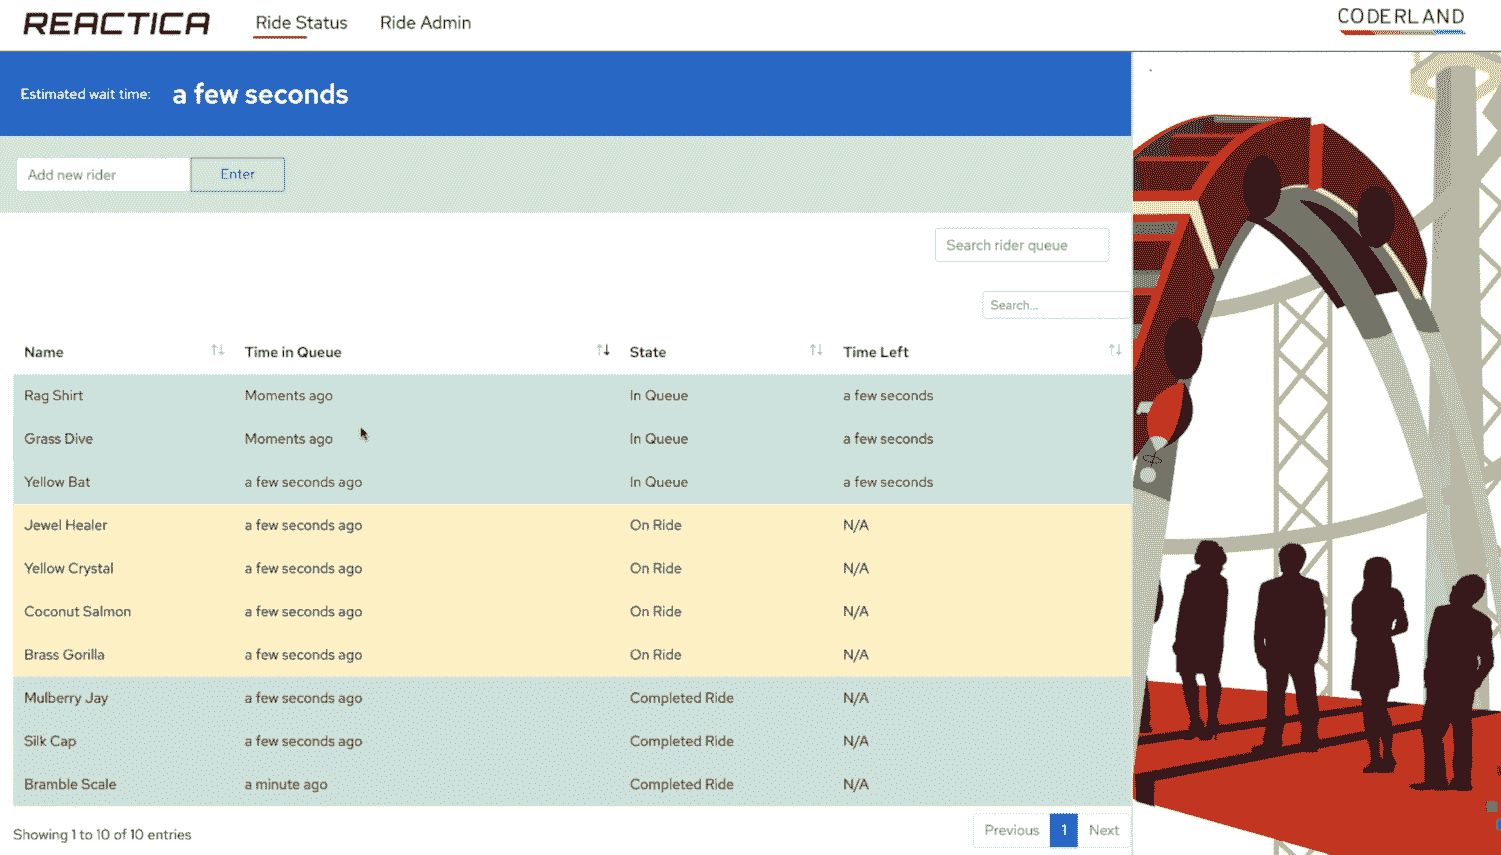 REACTICA Ride Status Ride Admin CODERLAND
Estimated wait time: a few seconds
Add new rider Enter
Search rider queue
Search...
Name Time in Queue State Time Left
Rag Shirt Moments ago In Queue a few seconds
Grass Dive Moments ago In Queue a few seconds
Yellow Bat a few seconds ago In Queue a few seconds
Jewel Healer a few seconds ago On Ride N/A
Yellow Crystal a few seconds ago On Ride N/A
Coconut Salmon a few seconds ago On Ride N/A
Brass Gorilla a few seconds ago On Ride N/A
Mulberry Jay a few seconds ago Completed Ride N/A
Silk Cap a few seconds ago Completed Ride N/A
Bramble Scale a minute ago Completed Ride N/A
Showing 1 to 10 of 10 entries Previous 1 Next